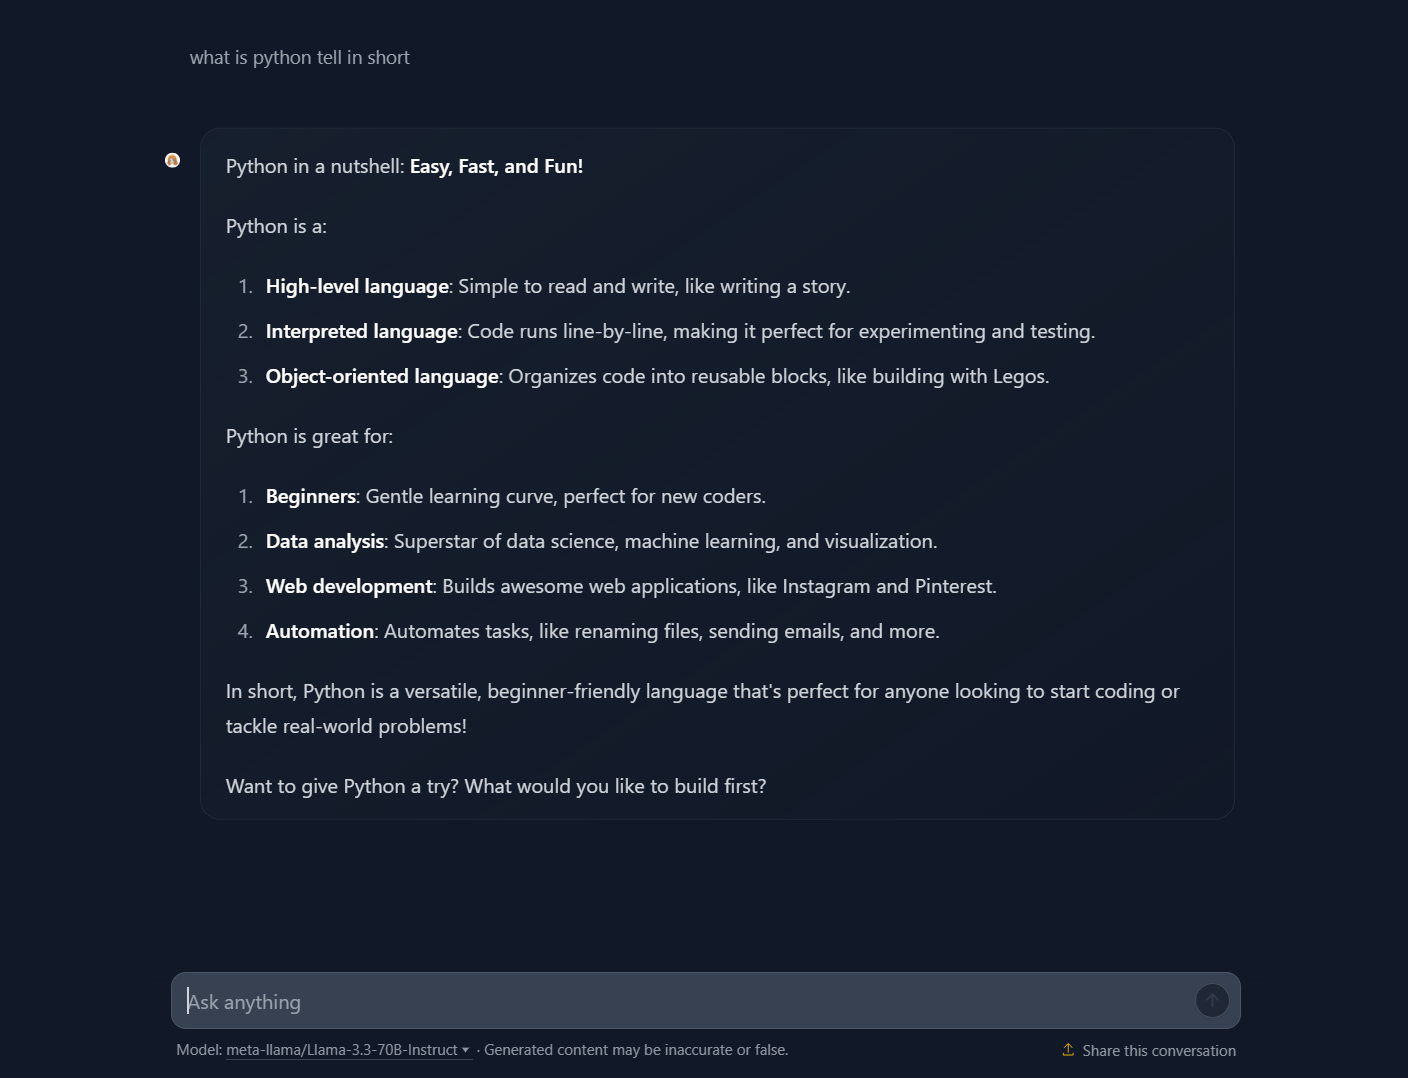 what is python tell in short
Python in a nutshell: Easy, Fast, and Fun!
Python is a:
1. High-level language: Simple to read and write, like writing a story.
2. Interpreted language: Code runs line-by-line, making it perfect for experimenting and testing.
3. Object-oriented language: Organizes code into reusable blocks, like building with Legos.
Python is great for:
1. Beginners: Gentle learning curve, perfect for new coders.
2. Data analysis: Superstar of data science, machine learning, and visualization.
3. Web development: Builds awesome web applications, like Instagram and Pinterest.
4. Automation: Automates tasks, like renaming files, sending emails, and more.
In short, Python is a versatile, beginner-friendly language that's perfect for anyone looking to start coding or
tackle real-world problems!
Want to give Python a try? What would you like to build first?
Ask anything
Model: meta-llama/Llama-3.3-70B-Instruct · Generated content may be inaccurate or false. Share this conversation